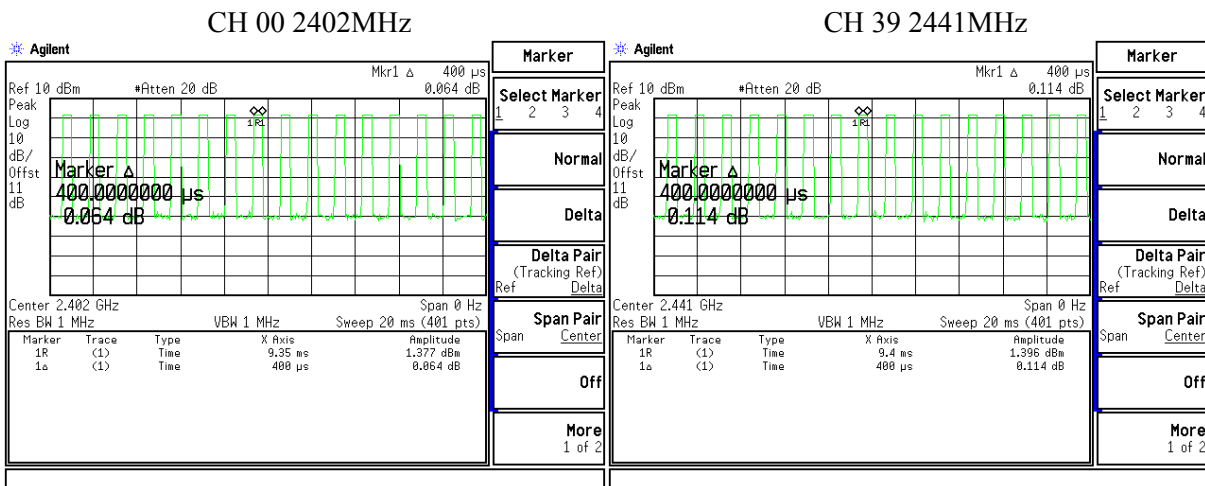 CH 00 2402MHz
Agilent
Marker
Mkr1 Δ 400 µs
Ref 10 dBm #Atten 20 dB 0.064 dB
Peak
Log
10
dB/
Offst
11
dB
1R1
Marker Δ
400.0000000 µs
0.064 dB
Center 2.402 GHz Span 0 Hz
Res BW 1 MHz VBW 1 MHz Sweep 20 ms (401 pts)
Marker Trace Type X Axis Amplitude
1R (1) Time 9.35 ms 1.377 dBm
1Δ (1) Time 400 µs 0.064 dB
Select Marker
1 2 3 4
Normal
Delta
Delta Pair
(Tracking Ref)
Ref Delta
Span Pair
Span Center
Off
More
1 of 2
CH 39 2441MHz
Agilent
Marker
Mkr1 Δ 400 µs
Ref 10 dBm #Atten 20 dB 0.114 dB
Peak
Log
10
dB/
Offst
11
dB
1R1
Marker Δ
400.0000000 µs
0.114 dB
Center 2.441 GHz Span 0 Hz
Res BW 1 MHz VBW 1 MHz Sweep 20 ms (401 pts)
Marker Trace Type X Axis Amplitude
1R (1) Time 9.4 ms 1.396 dBm
1Δ (1) Time 400 µs 0.114 dB
Select Marker
1 2 3 4
Normal
Delta
Delta Pair
(Tracking Ref)
Ref Delta
Span Pair
Span Center
Off
More
1 of 2